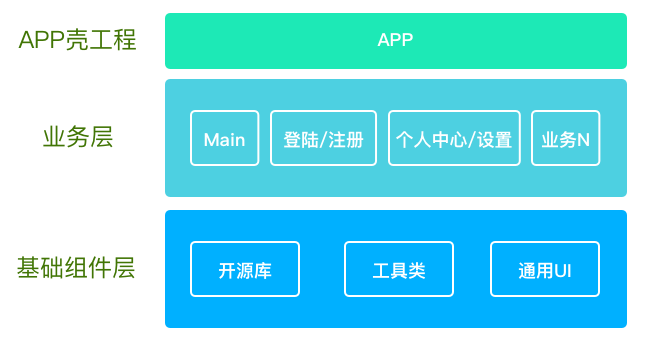 APP壳工程
APP
业务层
Main
登陆/注册
个人中心/设置
业务N
基础组件层
开源库
工具类
通用UI